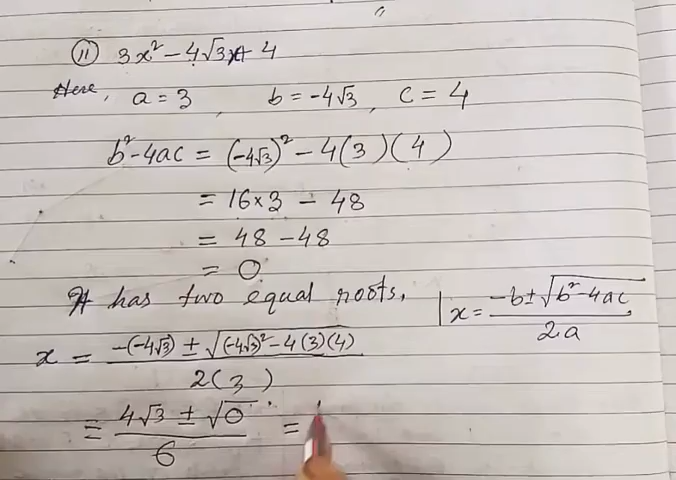 (ii) 3x² - 4√3x + 4
Here, a = 3, b = -4√3, c = 4
b² - 4ac = (-4√3)² - 4(3)(4)
= 16×3 - 48
= 48 - 48
= 0
It has two equal roots.
x = (-b ± √(b² - 4ac))/2a
x = (-(-4√3) ± √((-4√3)² - 4(3)(4)))/2(3)
= (4√3 ± √0)/6 =